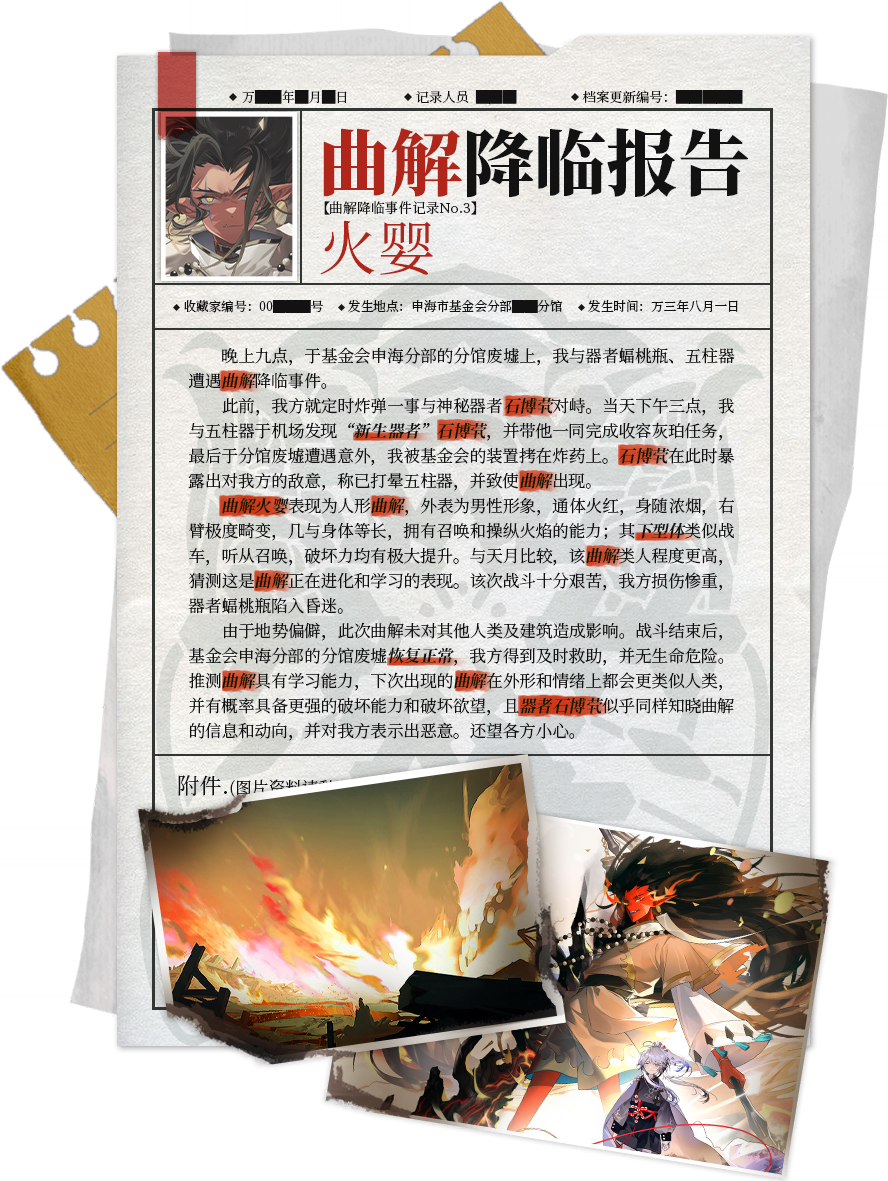 ◆ 万███年█月█日 ◆ 记录人员 ███ ◆ 档案更新编号：█████
曲解降临报告
【曲解降临事件记录No.3】
火婴
◆ 收藏家编号：00███号 ◆ 发生地点：申海市基金会分部██分馆 ◆ 发生时间：万三年八月一日
晚上九点，于基金会申海分部的分馆废墟上，我与器者蝠桃瓶、五柱器
遭遇曲解降临事件。
此前，我方就定时炸弹一事与神秘器者石博茕对峙。当天下午三点，我
与五柱器于机场发现“新生器者”石博茕，并带他一同完成收容灰珀任务，
最后于分馆废墟遭遇意外，我被基金会的装置拷在炸药上。石博茕在此时暴
露出对我方的敌意，称已打晕五柱器，并致使曲解出现。
曲解火婴表现为人形曲解，外表为男性形象，通体火红，身随浓烟，右
臂极度畸变，几与身体等长，拥有召唤和操纵火焰的能力；其下型体类似战
车，听从召唤，破坏力均有极大提升。与天月比较，该曲解类人程度更高，
猜测这是曲解正在进化和学习的表现。该次战斗十分艰苦，我方损伤惨重，
器者蝠桃瓶陷入昏迷。
由于地势偏僻，此次曲解未对其他人类及建筑造成影响。战斗结束后，
基金会申海分部的分馆废墟恢复正常，我方得到及时救助，并无生命危险。
推测曲解具有学习能力，下次出现的曲解在外形和情绪上都会更类似人类，
并有概率具备更强的破坏能力和破坏欲望，且器者石博茕似乎同样知晓曲解
的信息和动向，并对我方表示出恶意。还望各方小心。
附件.(图片资料请